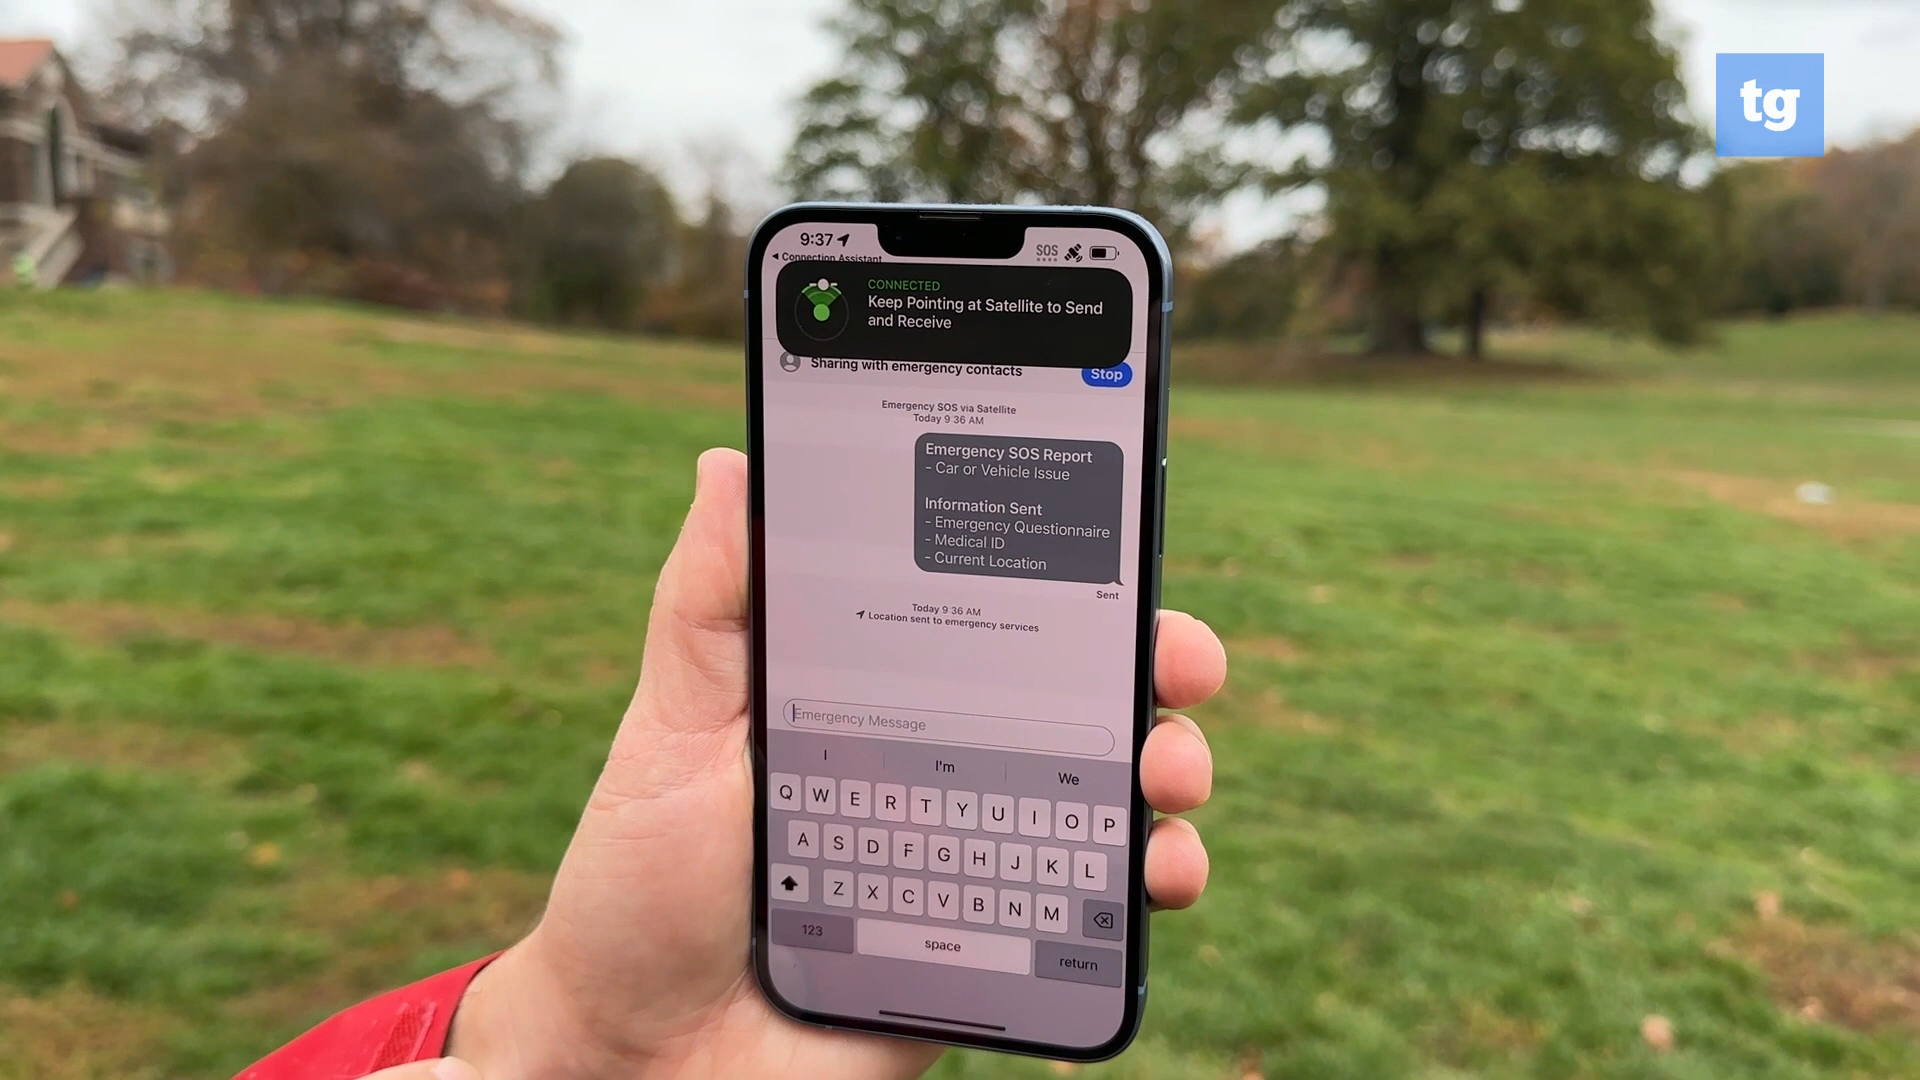 tg
9:37
SOS
◀ Connection Assistant
CONNECTED
Keep Pointing at Satellite to Send
and Receive
Sharing with emergency contacts
Stop
Emergency SOS via Satellite
Today 9 36 AM
Emergency SOS Report
- Car or Vehicle Issue
Information Sent
- Emergency Questionnaire
- Medical ID
- Current Location
Sent
Today 9 36 AM
Location sent to emergency services
Emergency Message
I I'm We
Q W E R T Y U I O P
A S D F G H J K L
Z X C V B N M
123 space return